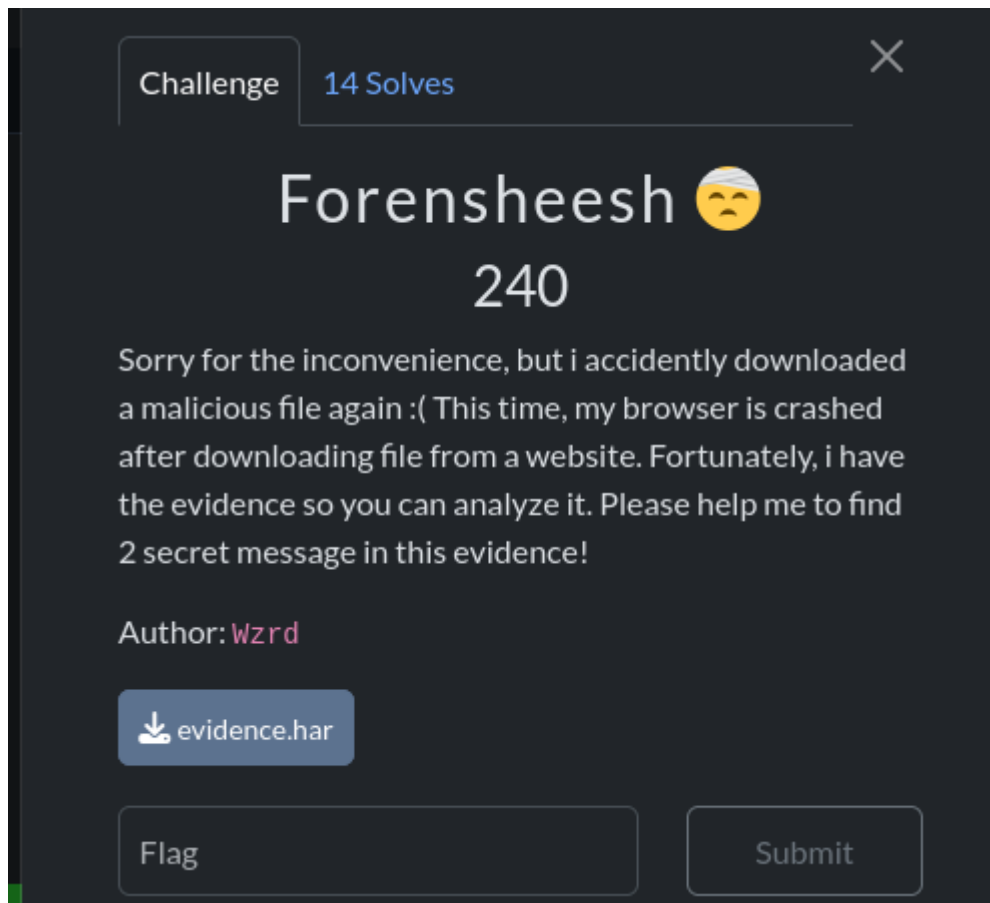 Challenge
14 Solves
Forensheesh 🤕
240
Sorry for the inconvenience, but i accidently downloaded
a malicious file again :( This time, my browser is crashed
after downloading file from a website. Fortunately, i have
the evidence so you can analyze it. Please help me to find
2 secret message in this evidence!
Author: Wzrd
evidence.har
Flag
Submit